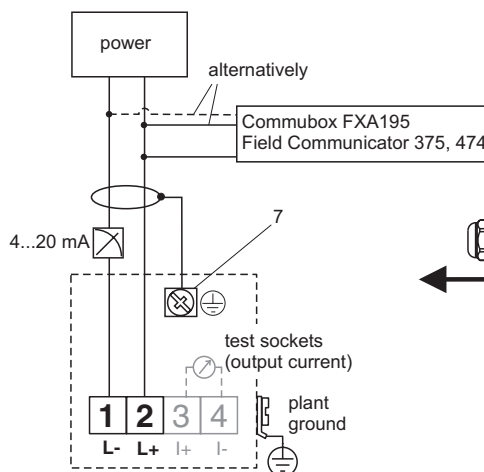 power
alternatively
Commubox FXA195
Field Communicator 375, 474
7
4...20 mA
test sockets
(output current)
1 2 3 4
L- L+ I+ I-
plant
ground